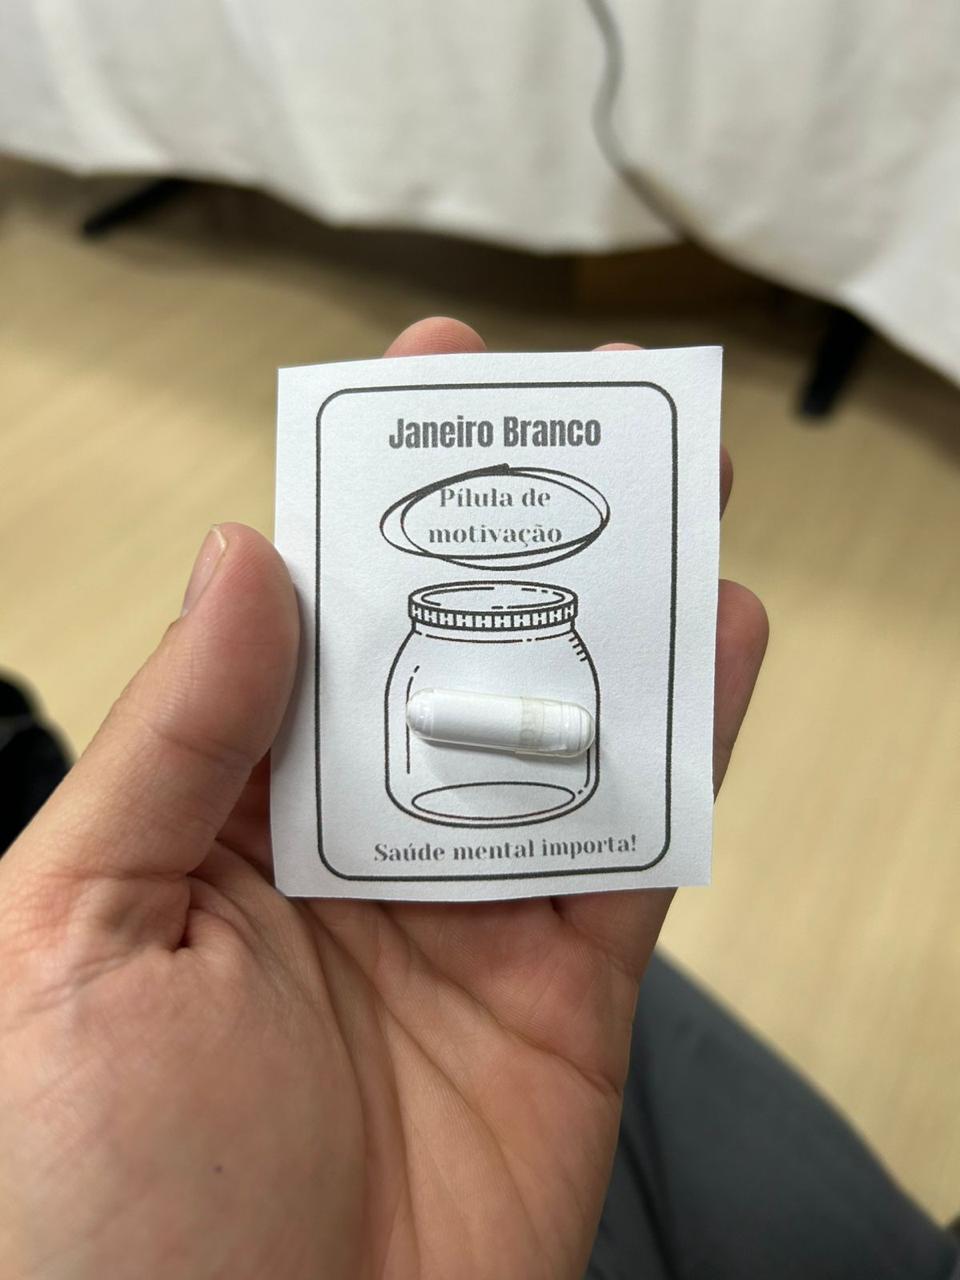 Janeiro Branco
Pílula de
motivação
Saúde mental importa!